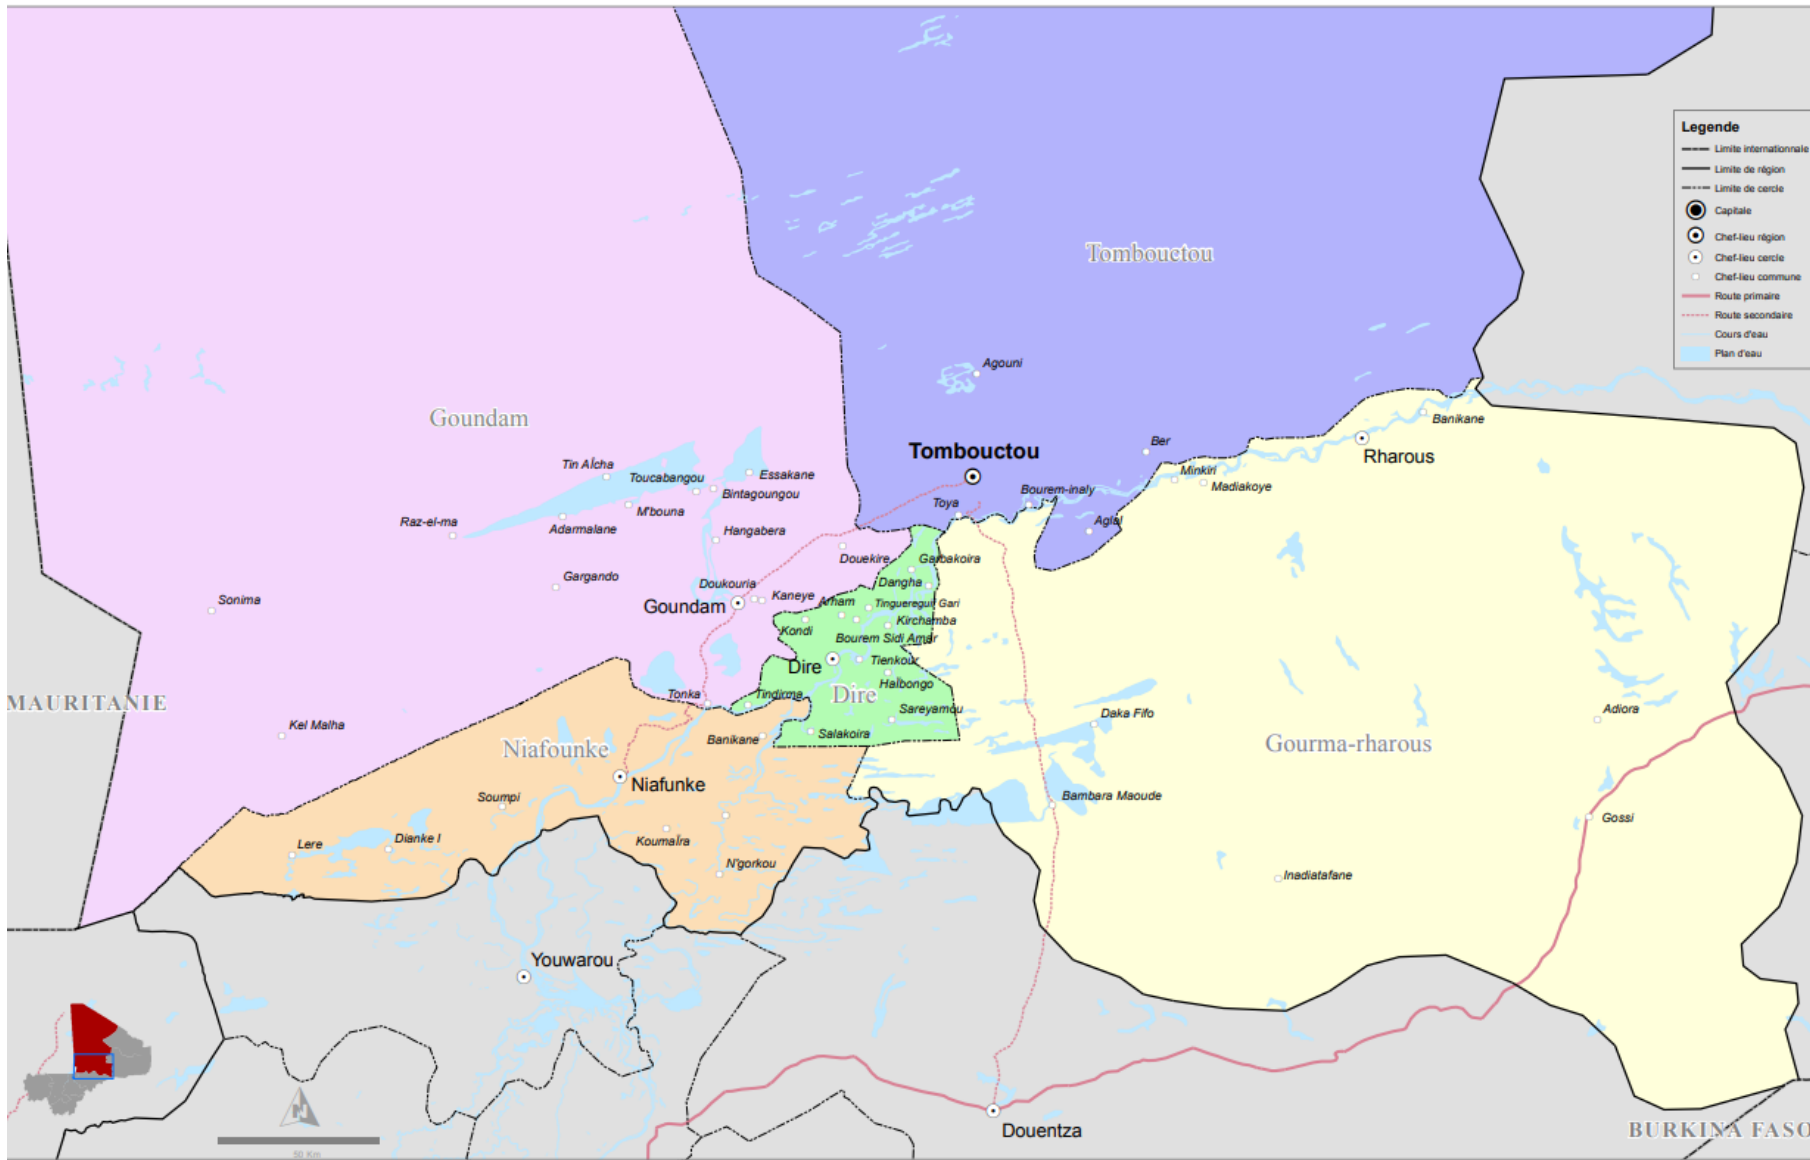 Legende
Limite internationnale
Limite de région
Limite de cercle
Capitale
Chef-lieu région
Chef-lieu cercle
Chef-lieu commune
Route primaire
Route secondaire
Cours d'eau
Plan d'eau
Tombouctou
Agouni
Goundam
Banikane
Ber
Tombouctou
Rharous
Tin AÏcha
Toucabangou
Essakane
Minkiri
Madiakoye
Bintagoungou
Bourem-inaly
Toya
M'bouna
Raz-el-ma
Adarmalane
Aglal
Hangabera
Douekire
Garbakoira
Gargando
Doukouria
Dangha
Sonima
Goundam
Kaneye
Arham
Tingueregui Gari
Kirchamba
Kondi
Bourem Sidi Amar
Dire
Tienkour
Haïbongo
MAURITANIE
Tonka
Tindirma
Dire
Sareyamou
Daka Fifo
Adiora
Kel Malha
Niafounke
Banikane
Salakoira
Gourma-rharous
Niafunke
Soumpi
Bambara Maoude
Gossi
Lere
Dianke I
KoumaÏra
N'gorkou
Inadiatafane
Youwarou
N
50 Km
Douentza
BURKINA FASO